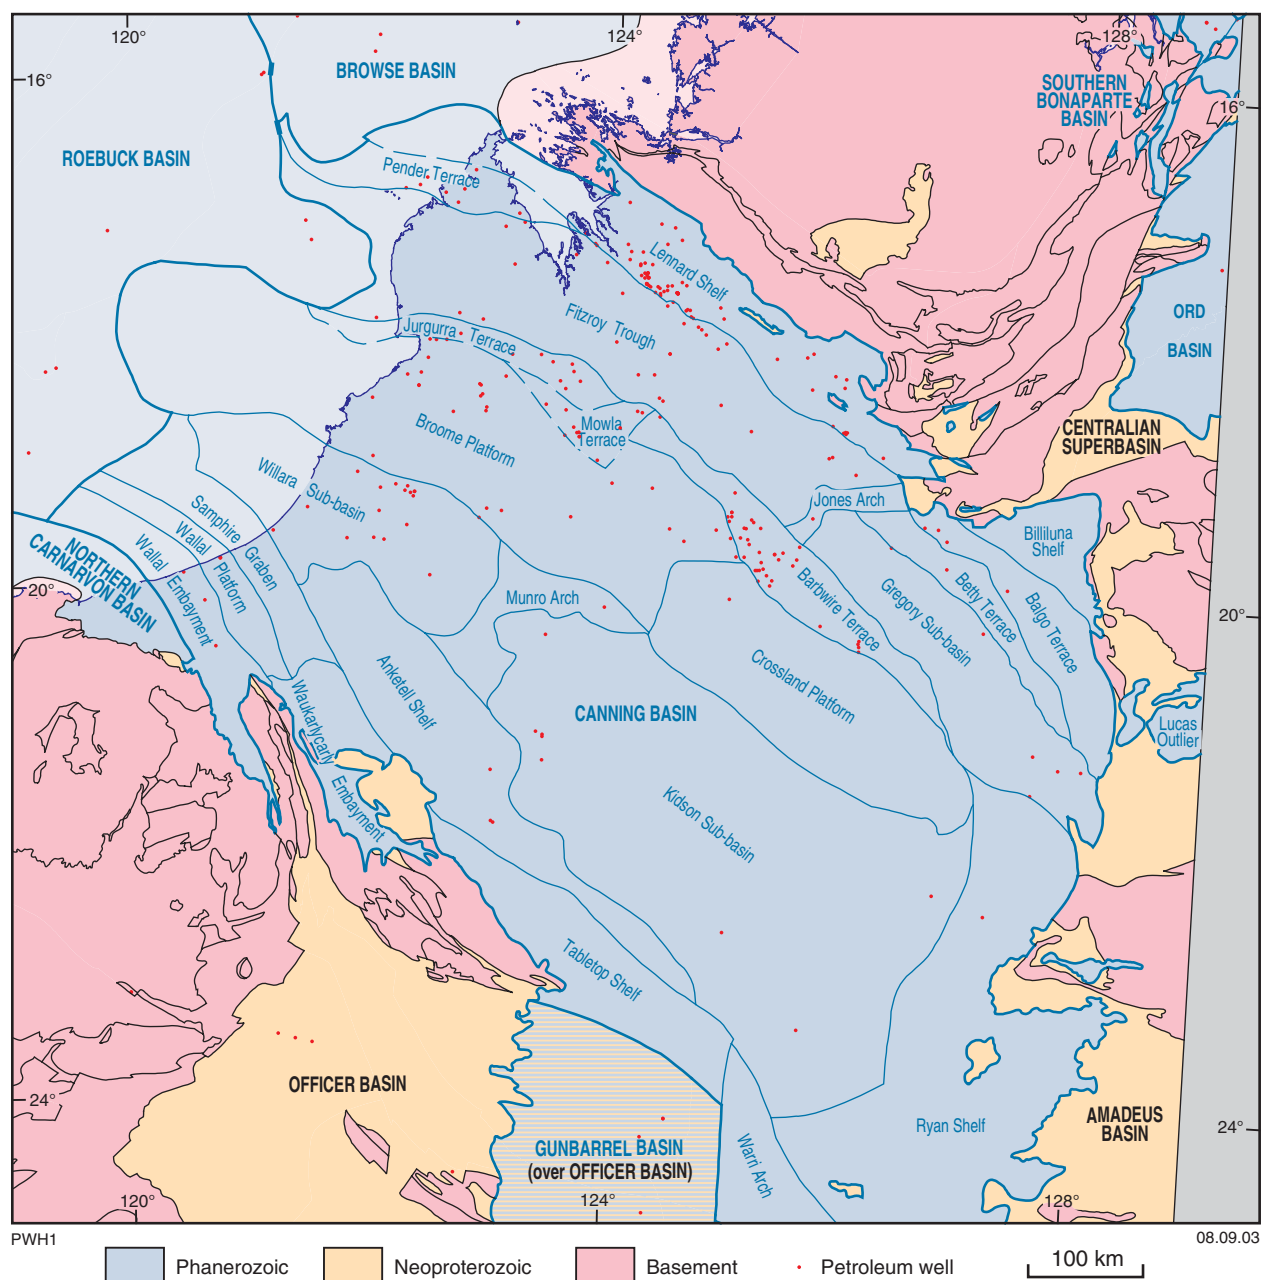 120°
124°
128°
16°
BROWSE BASIN
SOUTHERN
BONAPARTE
BASIN
16°
ROEBUCK BASIN
Pender Terrace
Lennard Shelf
ORD
BASIN
Fitzroy Trough
Jurgurra Terrace
Mowla
Terrace
Broome Platform
CENTRALIAN
SUPERBASIN
Willara Sub-basin
Jones Arch
Samphire Graben
Wallal Platform
Wallal Embayment
Billiluna
Shelf
NORTHERN
CARNARVON BASIN
20°
Munro Arch
Barbwire Terrace
Gregory Sub-basin
Betty Terrace
Balgo Terrace
20°
Anketell Shelf
Crossland Platform
Waukarlycarly Embayment
CANNING BASIN
Lucas
Outlier
Kidson Sub-basin
Tabletop Shelf
OFFICER BASIN
24°
Ryan Shelf
AMADEUS
BASIN
24°
GUNBARREL BASIN
(over OFFICER BASIN)
Warri Arch
120°
124°
128°
PWH1
08.09.03
Phanerozoic
Neoproterozoic
Basement
Petroleum well
100 km